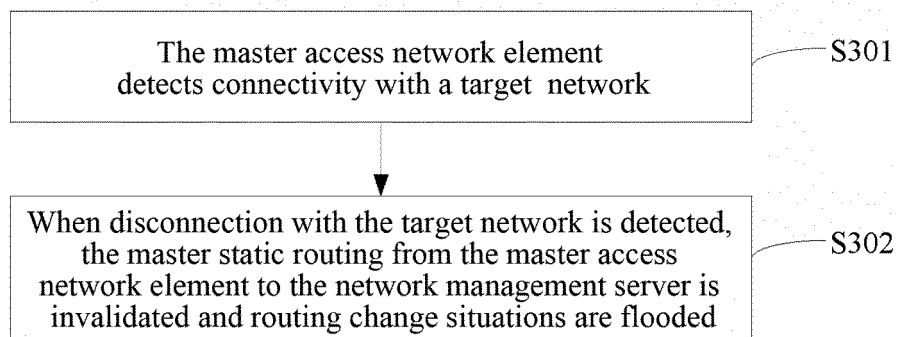 The master access network element
detects connectivity with a target network
S301
When disconnection with the target network is detected,
the master static routing from the master access
network element to the network management server is
invalidated and routing change situations are flooded
S302